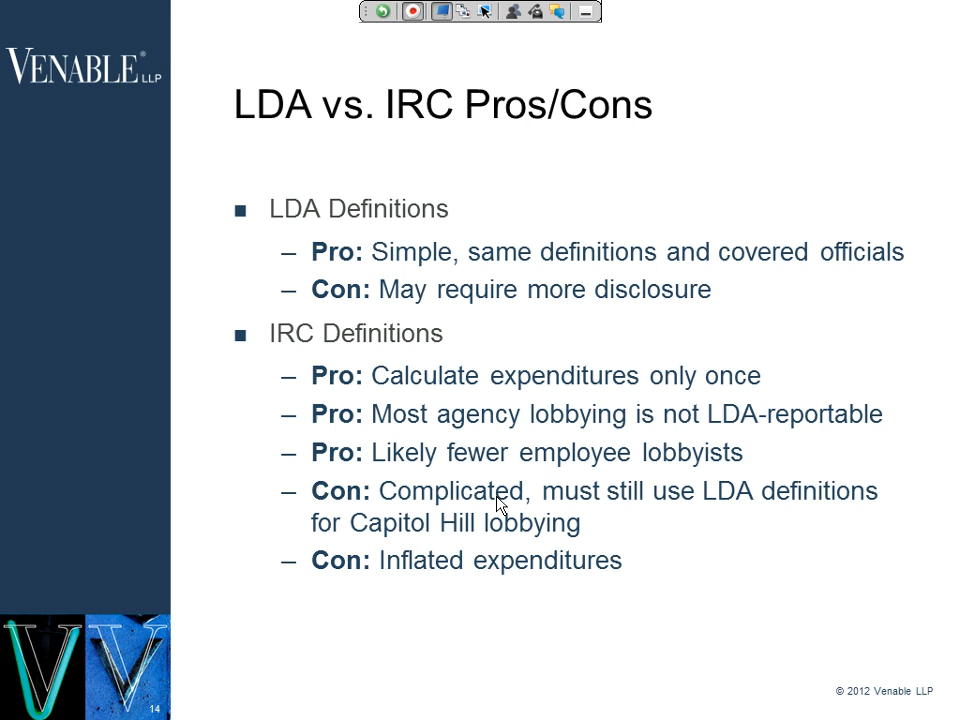 VENABLE® LLP
LDA vs. IRC Pros/Cons
LDA Definitions
– Pro: Simple, same definitions and covered officials
– Con: May require more disclosure
IRC Definitions
– Pro: Calculate expenditures only once
– Pro: Most agency lobbying is not LDA-reportable
– Pro: Likely fewer employee lobbyists
– Con: Complicated, must still use LDA definitions
for Capitol Hill lobbying
– Con: Inflated expenditures
V V
14
© 2012 Venable LLP